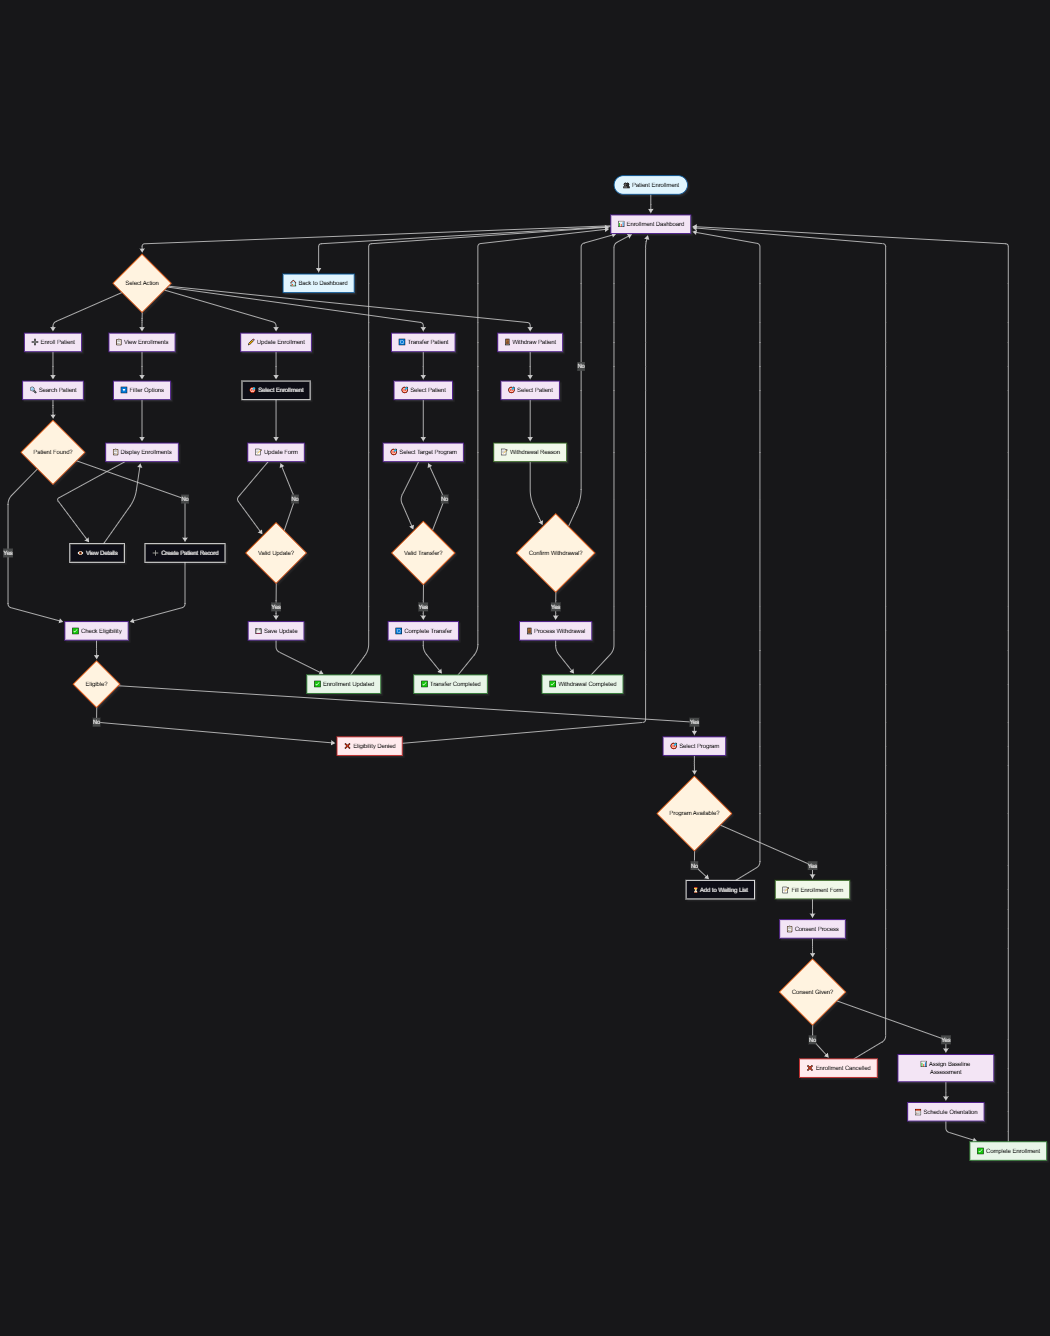 Patient Enrollment
Enrollment Dashboard
Select Action
Back to Dashboard
Enroll Patient
View Enrollments
Update Enrollment
Transfer Patient
Withdraw Patient
No
Search Patient
Filter Options
Select Enrollment
Select Patient
Select Patient
Patient Found?
Display Enrollments
Update Form
Select Target Program
Withdrawal Reason
No
No
No
Yes
View Details
Create Patient Record
Valid Update?
Valid Transfer?
Confirm Withdrawal?
Yes
Yes
Yes
Check Eligibility
Save Update
Complete Transfer
Process Withdrawal
Eligible?
Enrollment Updated
Transfer Completed
Withdrawal Completed
No
Yes
Eligibility Denied
Select Program
Program Available?
No
Yes
Add to Waiting List
Fill Enrollment Form
Consent Process
Consent Given?
No
Yes
Enrollment Cancelled
Assign Baseline
Assessment
Schedule Orientation
Complete Enrollment